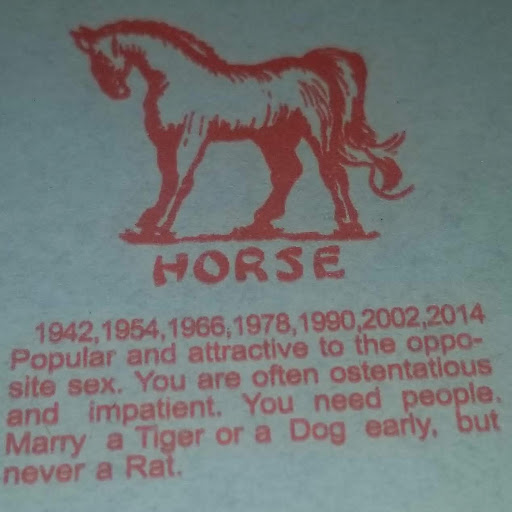 HORSE
1942,1954,1966,1978,1990,2002,2014
Popular and attractive to the oppo-
site sex. You are often ostentatious
and impatient. You need people.
Marry a Tiger or a Dog early, but
never a Rat.